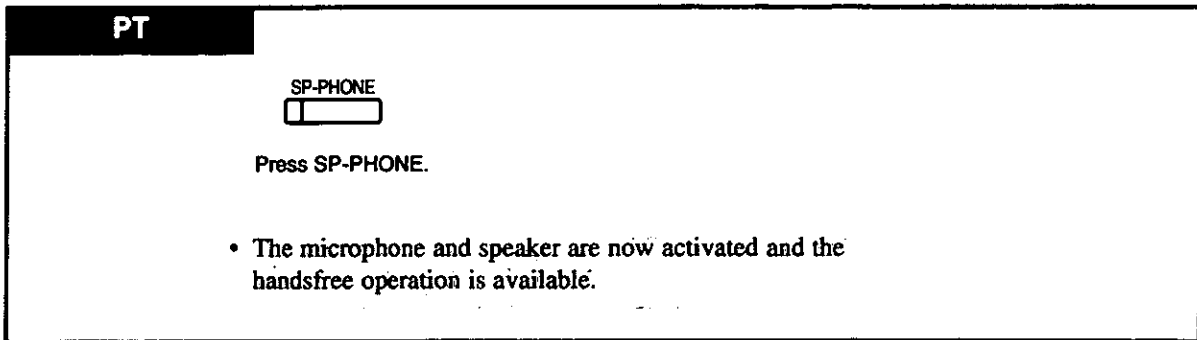 PT
SP-PHONE
Press SP-PHONE.
• The microphone and speaker are now activated and the
handsfree operation is available.